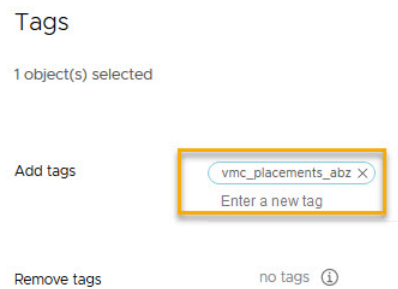 Tags
1 object(s) selected
Add tags
vmc_placements_abz
Enter a new tag
Remove tags
no tags